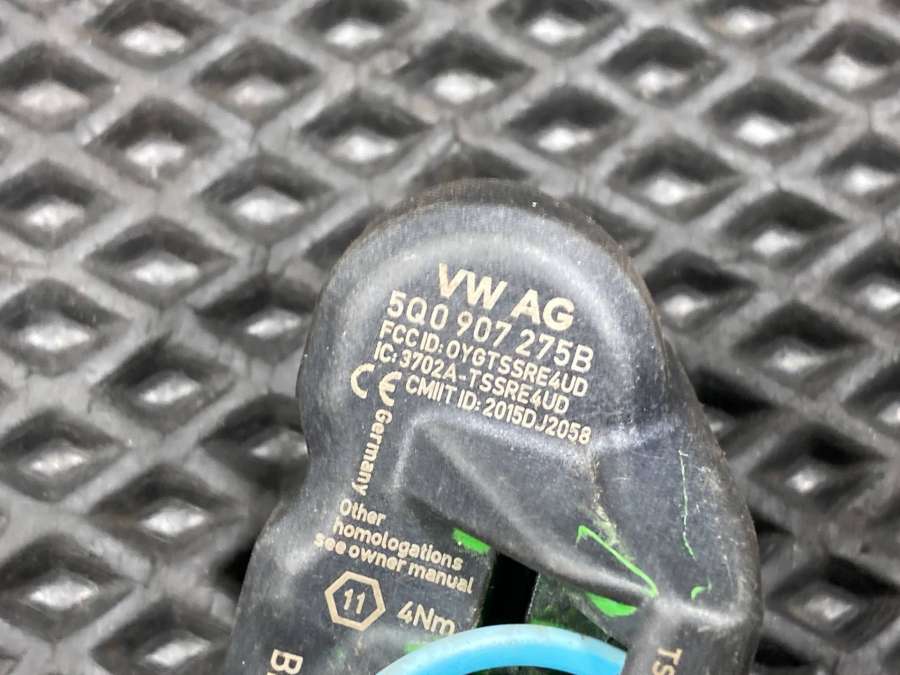 VW AG
5Q0 907 275B
FCC ID: OYGTSSRE4UD
IC: 3702A-TSSRE4UD
CE CMIIT ID: 2015DJ2058
Germany
Other
homologations
see owner manual
11 4Nm